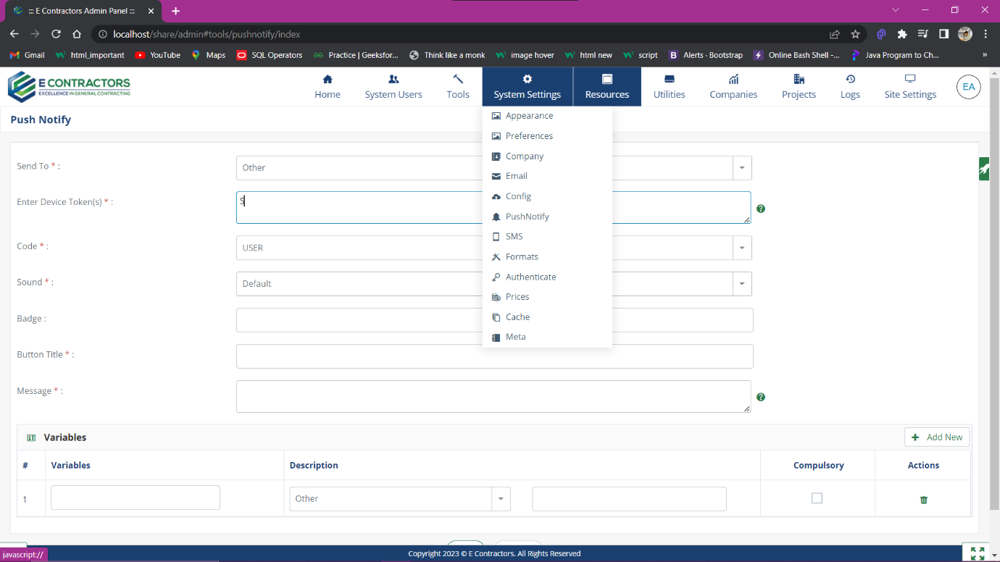 ::: E Contractors Admin Panel :::
localhost/share/admin#tools/pushnotify/index
Gmail html_important YouTube Maps SQL Operators Practice | Geeksfor... Think like a monk image hover html new script Alerts · Bootstrap Online Bash Shell -... Java Program to Ch... »
E CONTRACTORS
EXCELLENCE IN GENERAL CONTRACTING
Home System Users Tools System Settings Resources Utilities Companies Projects Logs Site Settings EA
Push Notify
Appearance
Preferences
Company
Email
Config
PushNotify
SMS
Formats
Authenticate
Prices
Cache
Meta
Send To * : Other
Enter Device Token(s) * : S
Code * : USER
Sound * : Default
Badge :
Button Title * :
Message * :
Variables Add New
# Variables Description Compulsory Actions
1 Other
Copyright 2023 © E Contractors. All Rights Reserved
javascript://